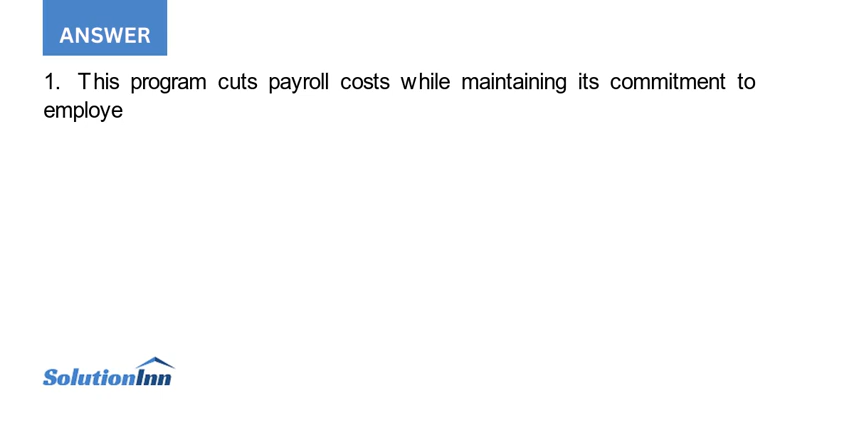 ANSWER
1. This program cuts payroll costs while maintaining its commitment to
employe
SolutionInn